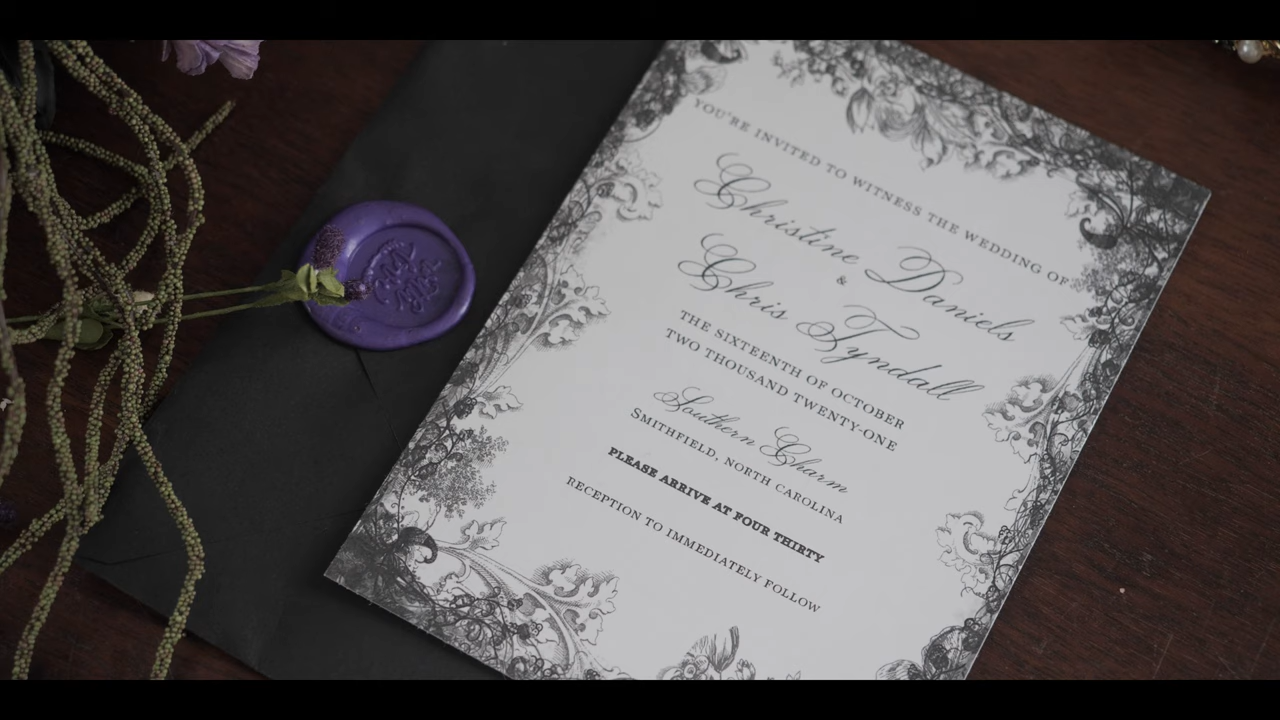 YOU'RE INVITED TO WITNESS THE WEDDING OF
Christine Daniels
&
Chris Tyndall
THE SIXTEENTH OF OCTOBER
TWO THOUSAND TWENTY-ONE
Southern Charm
SMITHFIELD, NORTH CAROLINA
PLEASE ARRIVE AT FOUR THIRTY
RECEPTION TO IMMEDIATELY FOLLOW